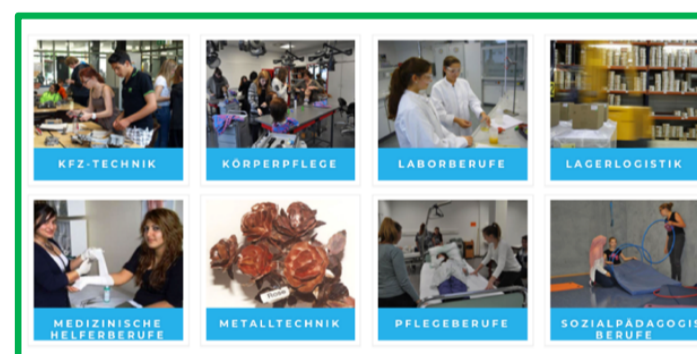 KFZ-TECHNIK
KÖRPERPFLEGE
LABORBERUFE
LAGERLOGISTIK
MEDIZINISCHE
HELFERBERUFE
METALLTECHNIK
PFLEGEBERUFE
SOZIALPÄDAGOGIS
BERUFE